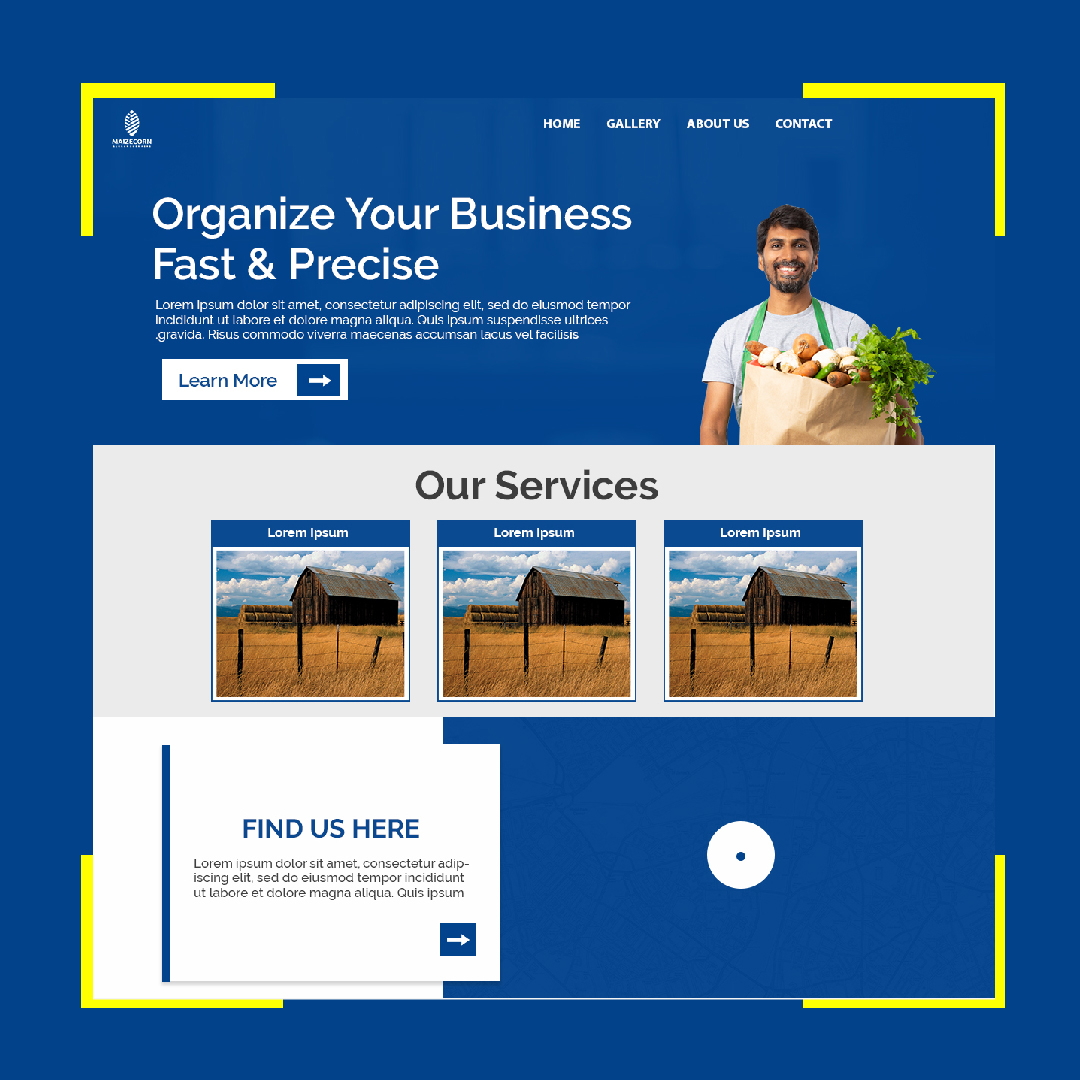 MAIZECORN
HOME GALLERY ABOUT US CONTACT
Organize Your Business
Fast & Precise
Lorem ipsum dolor sit amet, consectetur adipiscing elit, sed do eiusmod tempor
incididunt ut labore et dolore magna aliqua. Quis ipsum suspendisse ultrices
.gravida. Risus commodo viverra maecenas accumsan lacus vel facilisis
Learn More
Our Services
Lorem Ipsum
Lorem Ipsum
Lorem Ipsum
FIND US HERE
Lorem ipsum dolor sit amet, consectetur adip-
iscing elit, sed do eiusmod tempor incididunt
ut labore et dolore magna aliqua. Quis ipsum